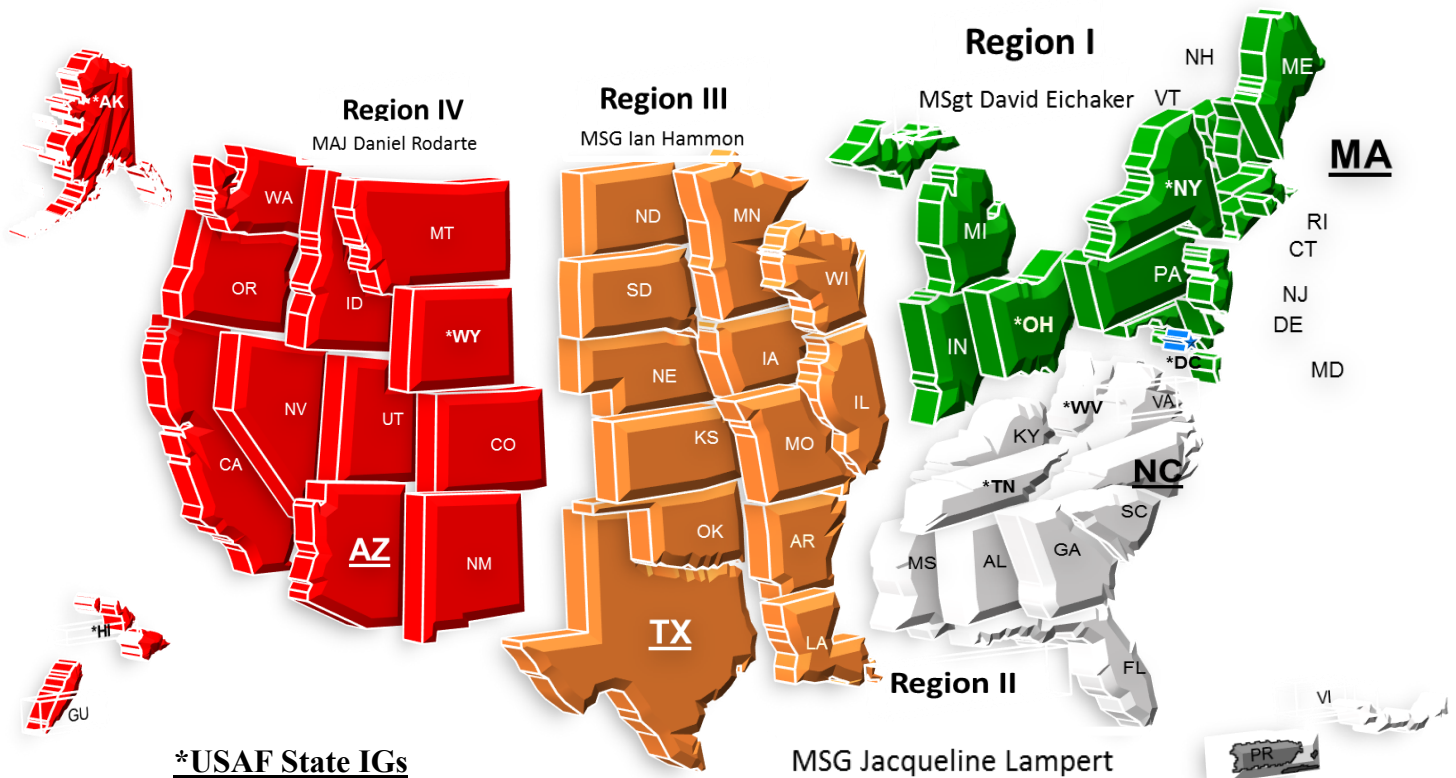 Region I
NH
ME
MSgt David Eichaker
VT
*AK
Region IV
MAJ Daniel Rodarte
Region III
MSG Ian Hammon
MA
WA
MT
ND
MN
MI
*NY
RI
CT
OR
ID
SD
WI
PA
NJ
*WY
*OH
DE
IN
*DC
MD
NV
UT
CO
NE
IA
IL
*WV
VA
CA
KS
MO
KY
NC
*TN
AZ
NM
OK
AR
SC
MS
AL
GA
TX
LA
FL
*HI
GU
Region II
MSG Jacqueline Lampert
VI
PR
*USAF State IGs